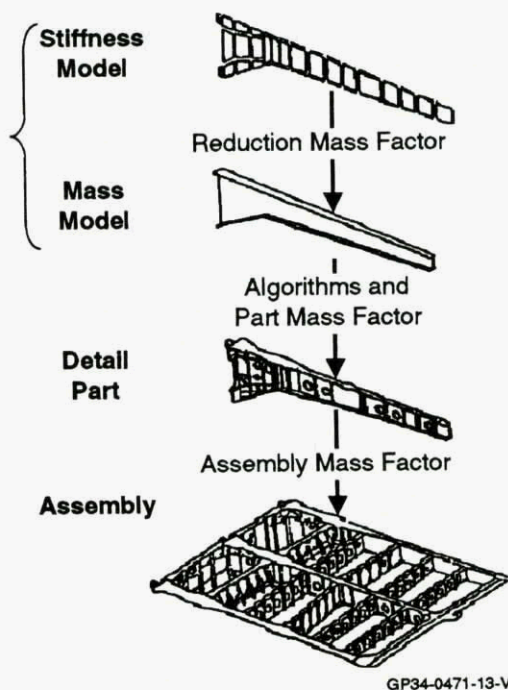 Stiffness
Model
Reduction Mass Factor
Mass
Model
Algorithms and
Part Mass Factor
Detail
Part
Assembly Mass Factor
Assembly
GP34-0471-13-V